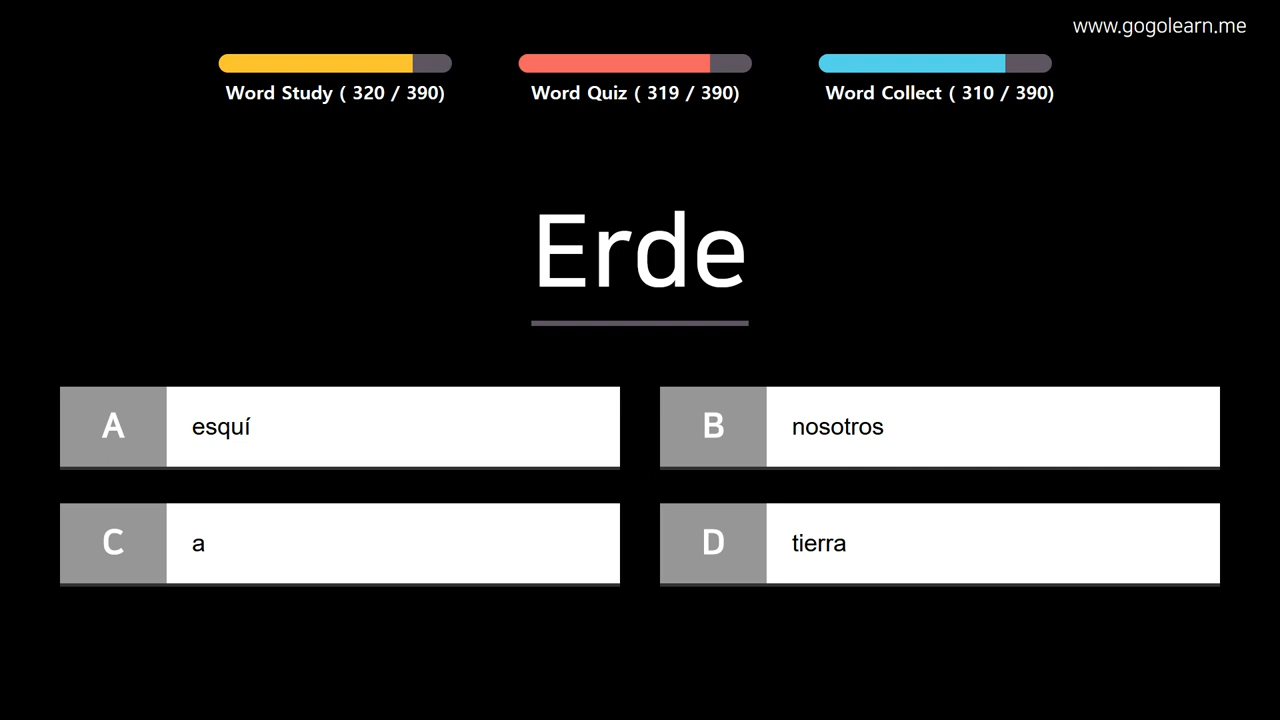 www.gogolearn.me
Word Study ( 320 / 390)
Word Quiz ( 319 / 390)
Word Collect ( 310 / 390)
Erde
A esquí
B nosotros
C a
D tierra